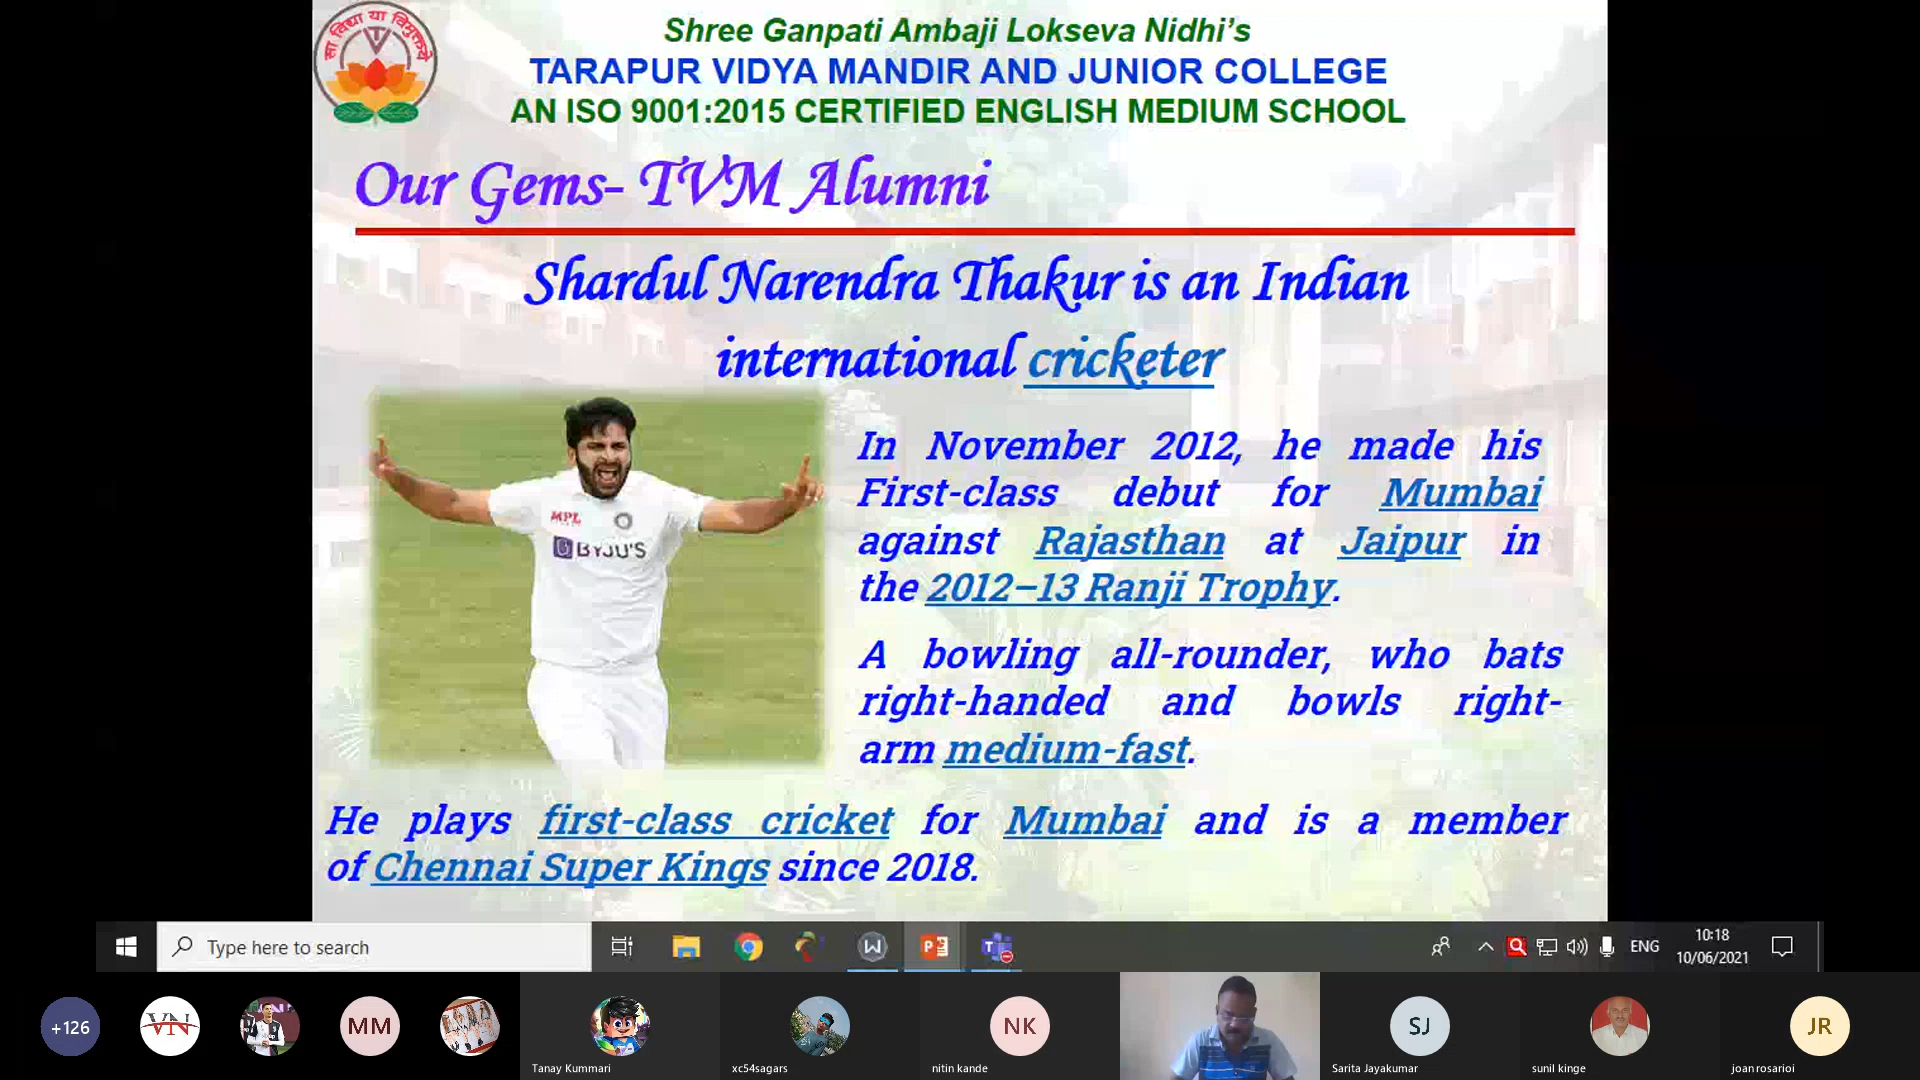 सा विद्या या विमुक्तये
Shree Ganpati Ambaji Lokseva Nidhi's
TARAPUR VIDYA MANDIR AND JUNIOR COLLEGE
AN ISO 9001:2015 CERTIFIED ENGLISH MEDIUM SCHOOL
Our Gems- TVM Alumni
Shardul Narendra Thakur is an Indian
international cricketer
MPL
BYJU'S
In November 2012, he made his
First-class debut for Mumbai
against Rajasthan at Jaipur in
the 2012–13 Ranji Trophy.
A bowling all-rounder, who bats
right-handed and bowls right-
arm medium-fast.
He plays first-class cricket for Mumbai and is a member
of Chennai Super Kings since 2018.
Type here to search
ENG
10:18
10/06/2021
+126
VN
MM
NK
SJ
JR
Tanay Kummari
xc54sagars
nitin kande
Sarita Jayakumar
sunil kinge
joan rosarioi